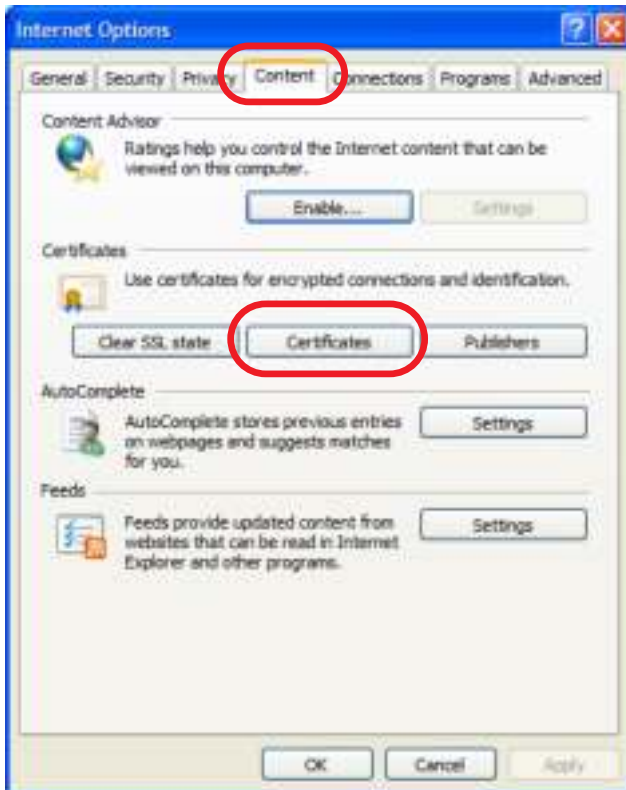 Internet Options
General Security Privacy Content Connections Programs Advanced
Content Advisor
Ratings help you control the Internet content that can be
viewed on this computer.
Enable... Settings
Certificates
Use certificates for encrypted connections and identification.
Clear SSL state Certificates Publishers
AutoComplete
AutoComplete stores previous entries
on webpages and suggests matches
for you.
Settings
Feeds
Feeds provide updated content from
websites that can be read in Internet
Explorer and other programs.
Settings
OK Cancel Apply